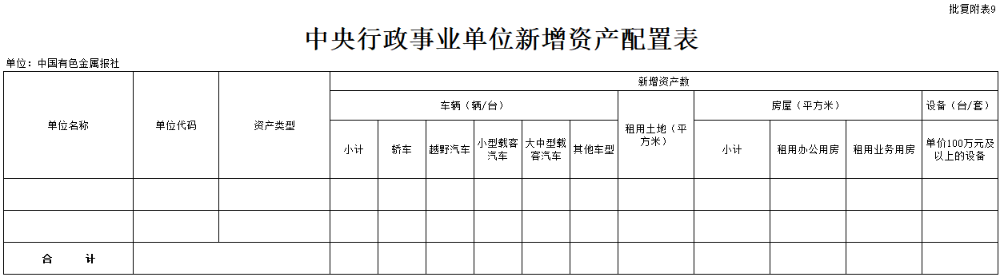 批复附表9
中央行政事业单位新增资产配置表
单位：中国有色金属报社
单位名称
单位代码
资产类型
新增资产数
车辆（辆/台）
租用土地（平
方米）
房屋（平方米）
设备（台/套）
小计
轿车
越野汽车
小型载客
汽车
大中型载
客汽车
其他车型
小计
租用办公用房
租用业务用房
单价100万元及
以上的设备
合 计